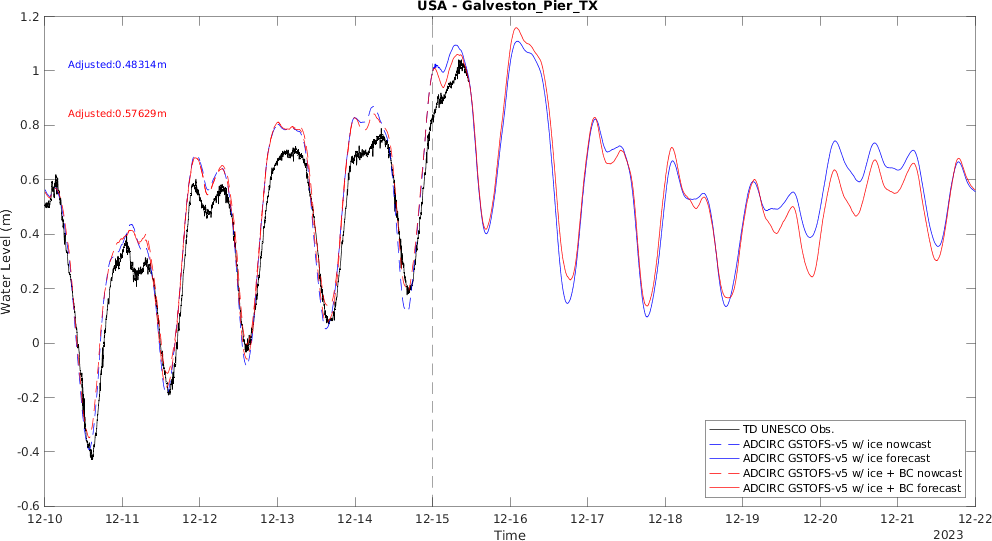 USA - Galveston_Pier_TX
1.2
1
0.8
0.6
0.4
0.2
0
-0.2
-0.4
-0.6
Water Level (m)
Adjusted:0.48314m
Adjusted:0.57629m
TD UNESCO Obs.
ADCIRC GSTOFS-v5 w/ ice nowcast
ADCIRC GSTOFS-v5 w/ ice forecast
ADCIRC GSTOFS-v5 w/ ice + BC nowcast
ADCIRC GSTOFS-v5 w/ ice + BC forecast
12-10 12-11 12-12 12-13 12-14 12-15 12-16 12-17 12-18 12-19 12-20 12-21 12-22
Time
2023